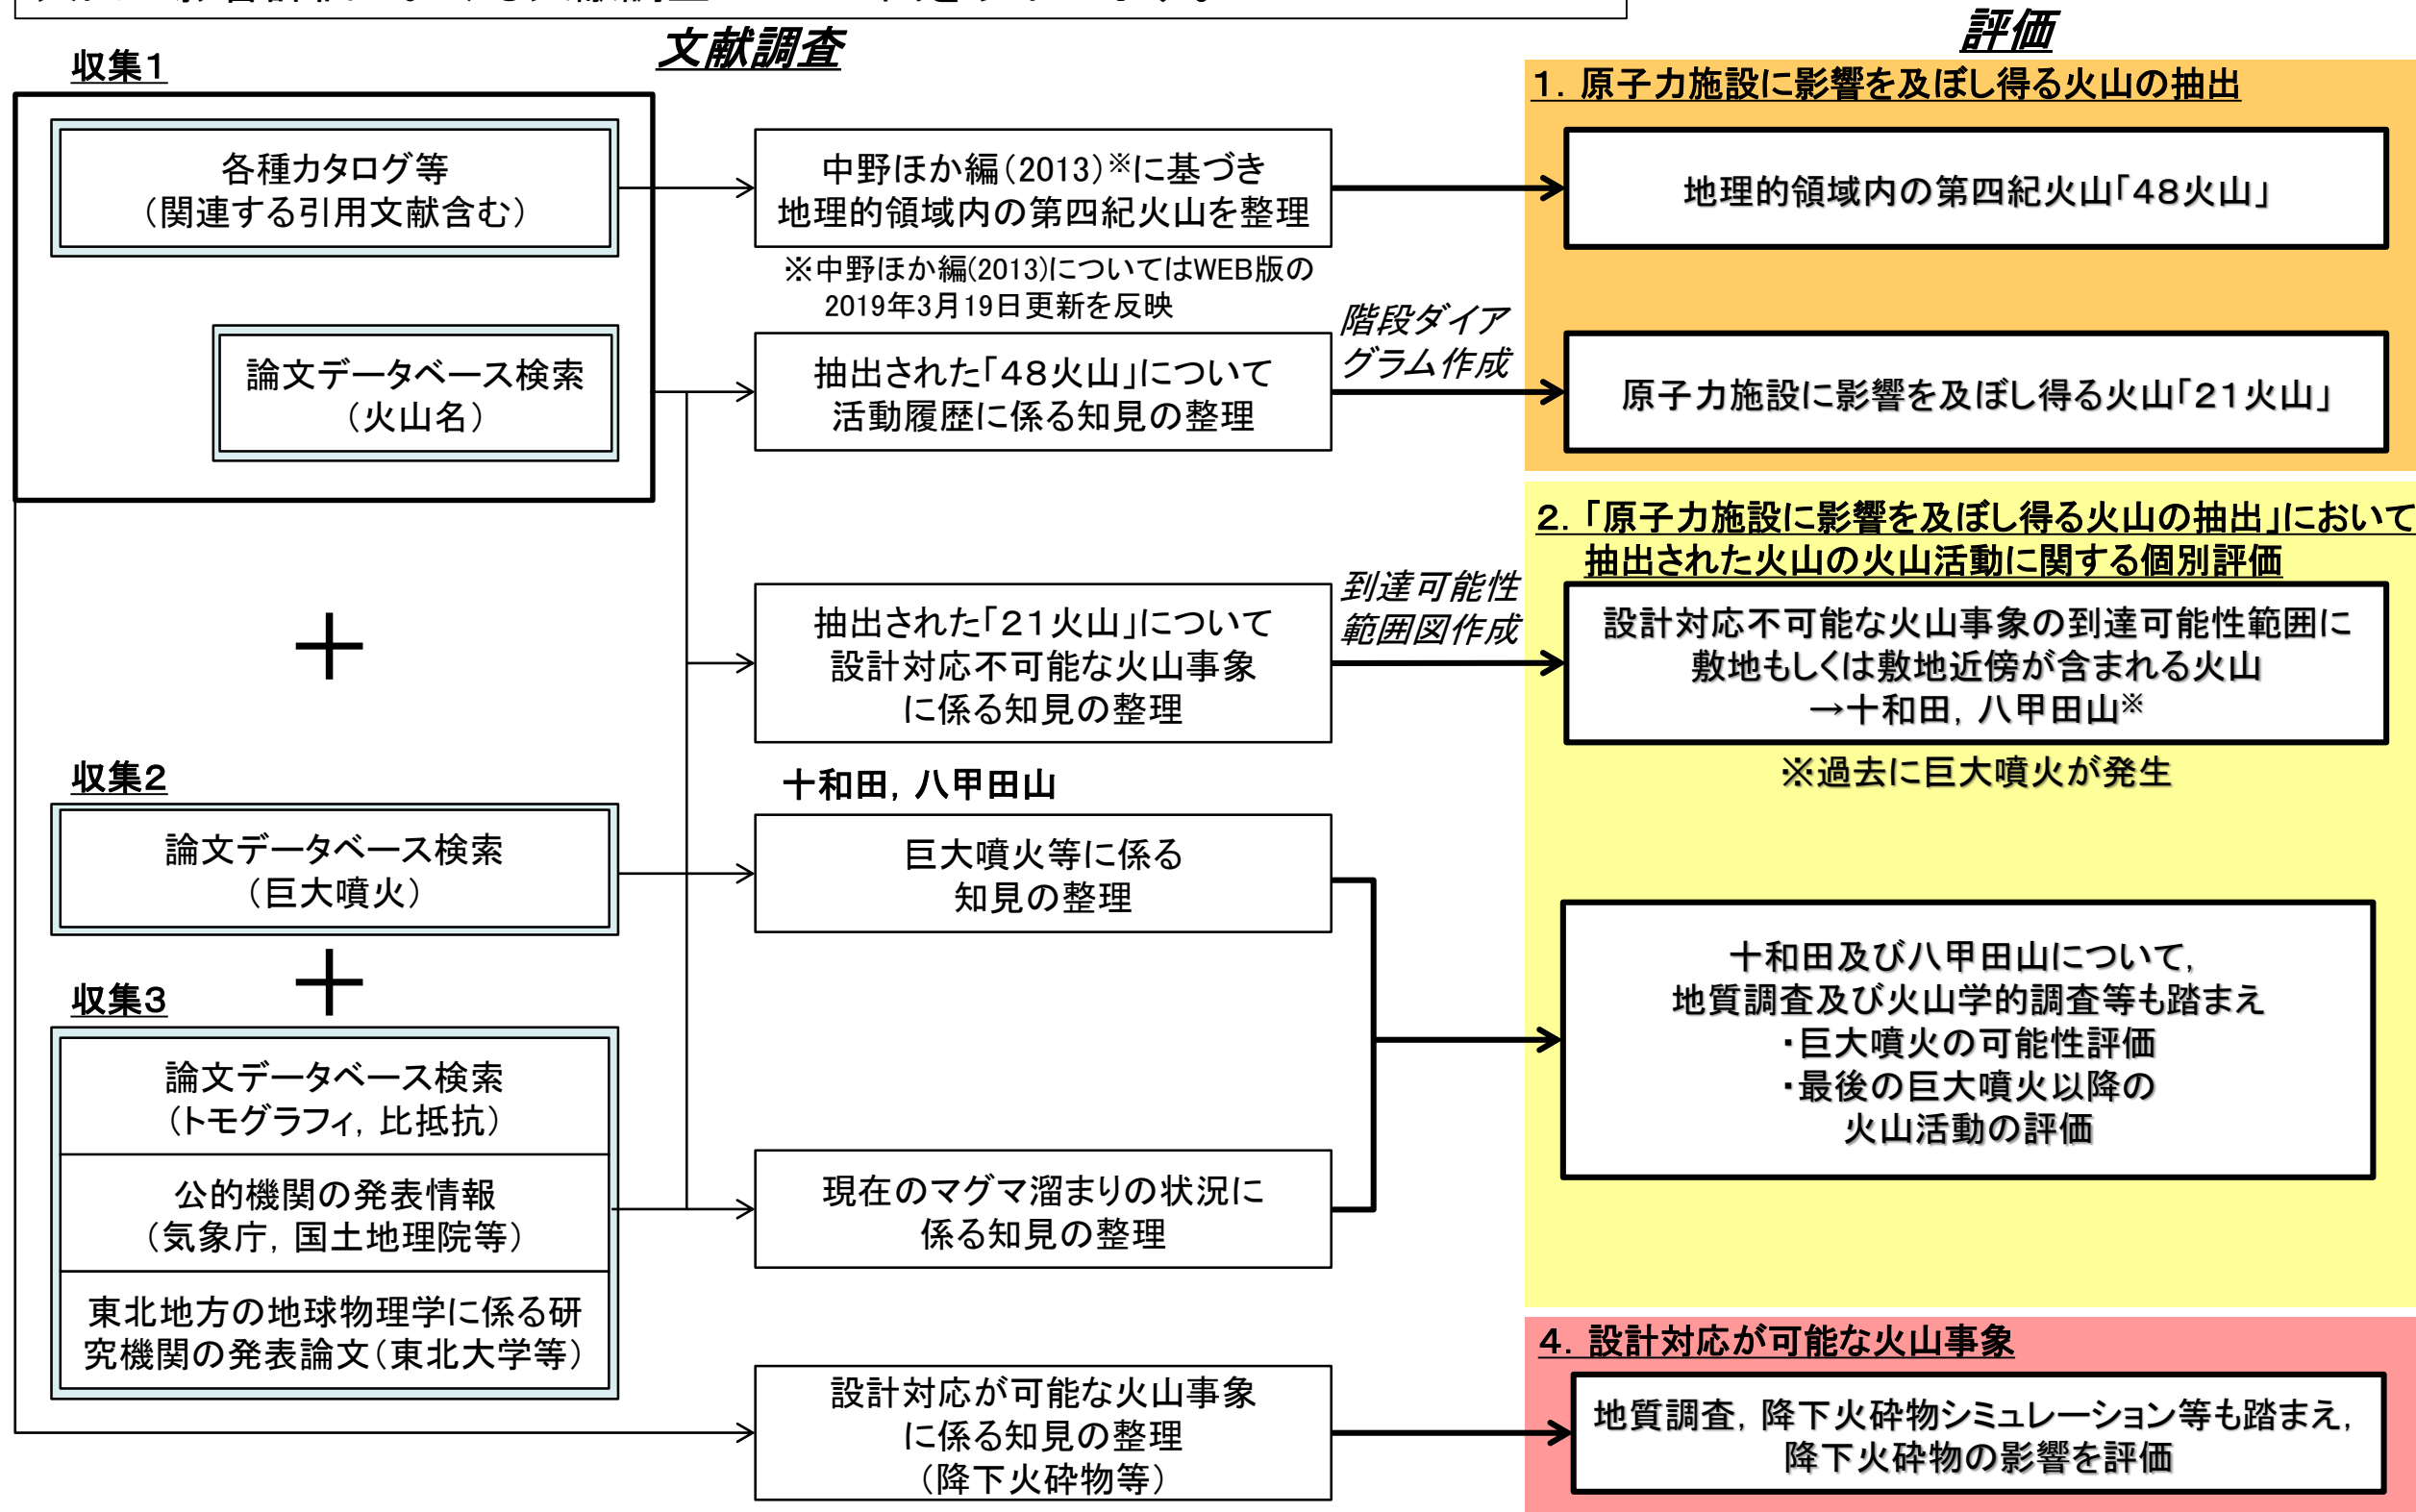 文献調査
評価
収集1
各種カタログ等
（関連する引用文献含む）
論文データベース検索
（火山名）
中野ほか編（2013）※に基づき
地理的領域内の第四紀火山を整理
※中野ほか編(2013)についてはWEB版の
2019年3月19日更新を反映
抽出された「48火山」について
活動履歴に係る知見の整理
階段ダイア
グラム作成
1．原子力施設に影響を及ぼし得る火山の抽出
地理的領域内の第四紀火山「48火山」
原子力施設に影響を及ぼし得る火山「21火山」
＋
抽出された「21火山」について
設計対応不可能な火山事象
に係る知見の整理
到達可能性
範囲図作成
2．「原子力施設に影響を及ぼし得る火山の抽出」において
抽出された火山の火山活動に関する個別評価
設計対応不可能な火山事象の到達可能性範囲に
敷地もしくは敷地近傍が含まれる火山
→十和田，八甲田山※
※過去に巨大噴火が発生
収集2
論文データベース検索
（巨大噴火）
十和田，八甲田山
巨大噴火等に係る
知見の整理
＋
収集3
論文データベース検索
（トモグラフィ，比抵抗）
公的機関の発表情報
（気象庁，国土地理院等）
東北地方の地球物理学に係る研
究機関の発表論文（東北大学等）
現在のマグマ溜まりの状況に
係る知見の整理
十和田及び八甲田山について，
地質調査及び火山学的調査等も踏まえ
・巨大噴火の可能性評価
・最後の巨大噴火以降の
火山活動の評価
設計対応が可能な火山事象
に係る知見の整理
（降下火砕物等）
4．設計対応が可能な火山事象
地質調査，降下火砕物シミュレーション等も踏まえ，
降下火砕物の影響を評価